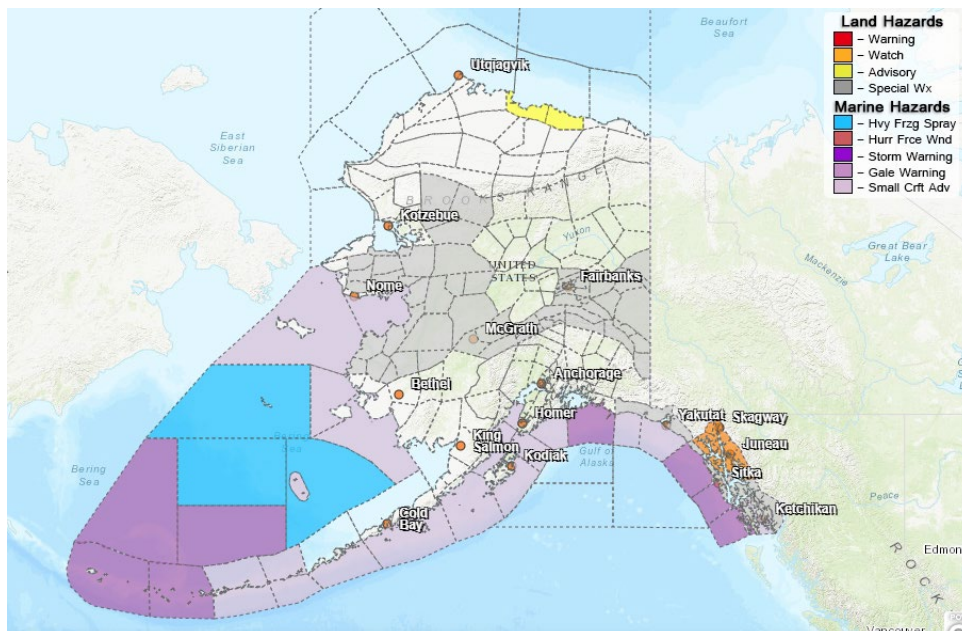 Beaufort
Sea
Land Hazards
– Warning
– Watch
– Advisory
– Special Wx
Marine Hazards
– Hvy Frzg Spray
– Hurr Frce Wnd
– Storm Warning
– Gale Warning
– Small Crft Adv
Utqiagvik
East
Siberian
Sea
BROOKS RANGE
Kotzebue
Yukon
Great Bear
Lake
Mackenzie
UNITED
STATES
Fairbanks
Nome
McGrath
Anchorage
Bethel
Homer
Yakutat
Skagway
King
Salmon
Juneau
Kodiak
Gulf of
Alaska
Sitka
Bering
Sea
Sea
Peace
Ketchikan
Cold
Bay
ROCK
Edmon
Vancouver